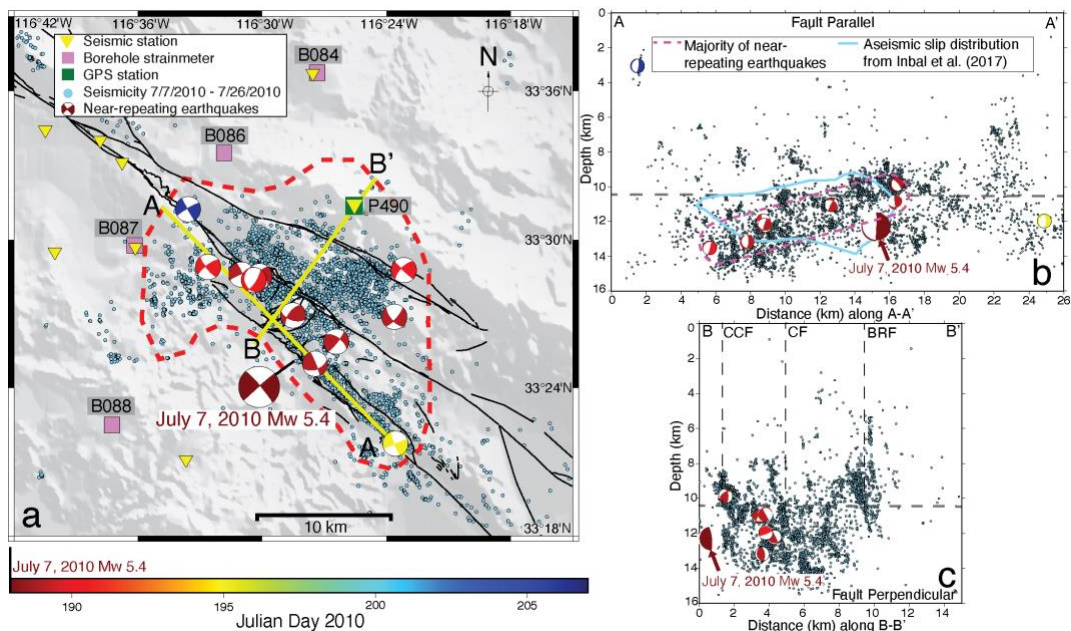 116°42'W
116°36'
116°30'
116°24'
116°18'W
Seismic station
Borehole strainmeter
GPS station
Seismicity 7/7/2010 - 7/26/2010
Near-repeating earthquakes
B084
N
33°36'N
B086
B'
A
P490
B087
33°30'N
B
33°24'N
B088
July 7, 2010 Mw 5.4
A'
a
10 km
33°18'N
July 7, 2010 Mw 5.4
190
195
200
205
Julian Day 2010
A
Fault Parallel
A'
Majority of near-
repeating earthquakes
Aseismic slip distribution
from Inbal et al. (2017)
Depth (km)
0
2
4
6
8
10
12
14
16
July 7, 2010 Mw 5.4
b
0
2
4
6
8
10
12
14
16
18
20
22
24
26
Distance (km) along A-A'
B
CCF
CF
BRF
B'
Depth (km)
0
2
4
6
8
10
12
14
16
July 7, 2010 Mw 5.4
c
Fault Perpendicular
0
2
4
6
8
10
12
14
Distance (km) along B-B'